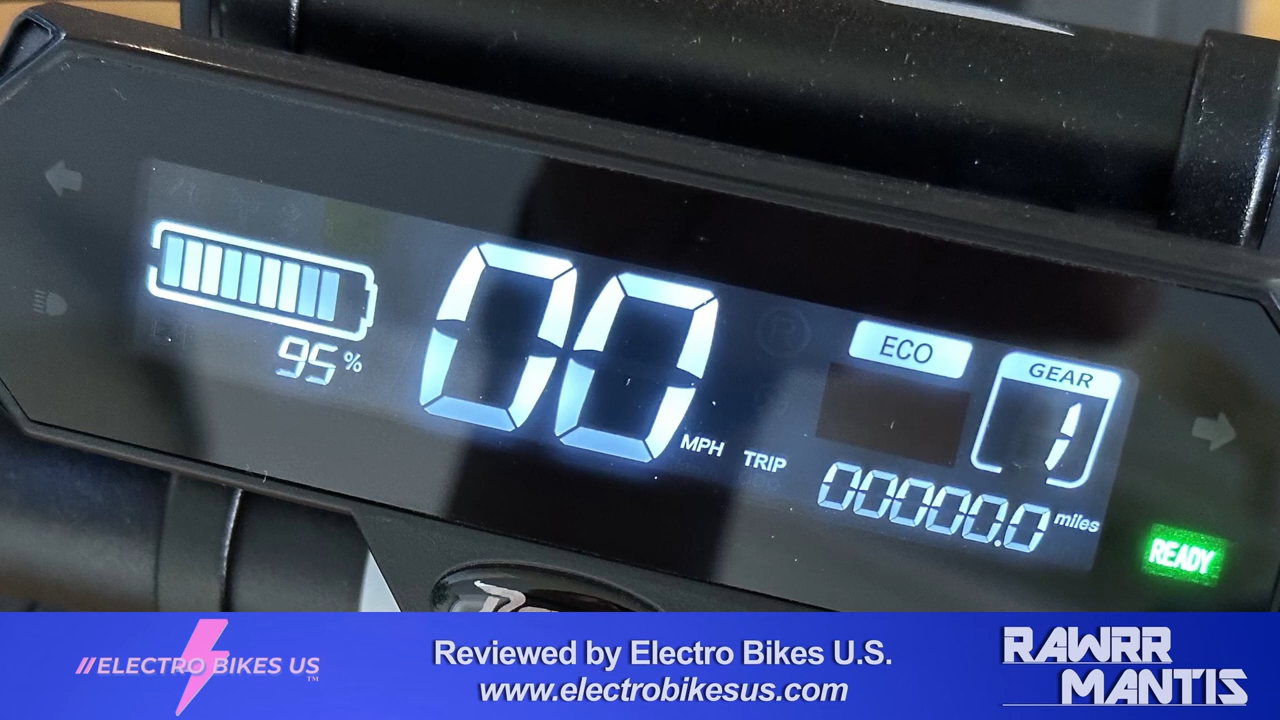 95%
00 MPH
ECO
GEAR
1
TRIP 00000.0 miles
READY
R
//ELECTRO BIKES US™
Reviewed by Electro Bikes U.S.
www.electrobikesus.com
RAWRR
MANTIS